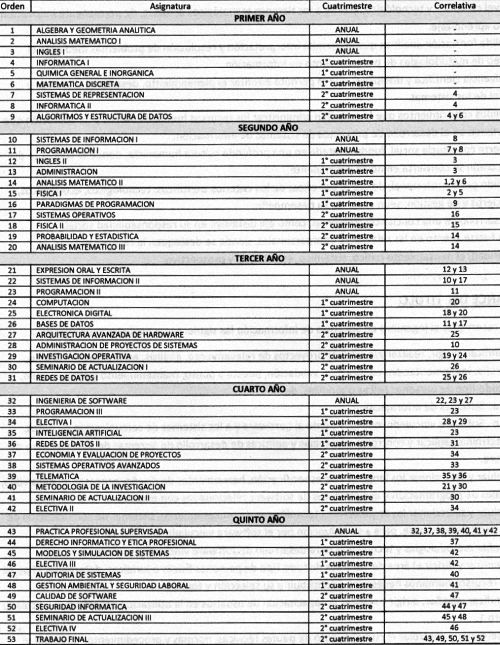 Orden Asignatura Cuatrimestre Correlativa
PRIMER AÑO
1 ALGEBRA Y GEOMETRIA ANALITICA ANUAL -
2 ANALISIS MATEMATICO I ANUAL -
3 INGLES I ANUAL -
4 INFORMATICA I 1° cuatrimestre -
5 QUIMICA GENERAL E INORGANICA 1° cuatrimestre -
6 MATEMATICA DISCRETA 1° cuatrimestre -
7 SISTEMAS DE REPRESENTACION 2° cuatrimestre 4
8 INFORMATICA II 2° cuatrimestre 4
9 ALGORITMOS Y ESTRUCTURA DE DATOS 2° cuatrimestre 4 y 6
SEGUNDO AÑO
10 SISTEMAS DE INFORMACION I ANUAL 8
11 PROGRAMACION I ANUAL 7 y 8
12 INGLES II 1° cuatrimestre 3
13 ADMINISTRACION 1° cuatrimestre 3
14 ANALISIS MATEMATICO II 1° cuatrimestre 1,2 y 6
15 FISICA I 1° cuatrimestre 2 y 5
16 PARADIGMAS DE PROGRAMACION 1° cuatrimestre 9
17 SISTEMAS OPERATIVOS 2° cuatrimestre 16
18 FISICA II 2° cuatrimestre 15
19 PROBABILIDAD Y ESTADISTICA 2° cuatrimestre 14
20 ANALISIS MATEMATICO III 2° cuatrimestre 14
TERCER AÑO
21 EXPRESION ORAL Y ESCRITA ANUAL 12 y 13
22 SISTEMAS DE INFORMACION II ANUAL 10 y 17
23 PROGRAMACION II ANUAL 11
24 COMPUTACION 1° cuatrimestre 20
25 ELECTRONICA DIGITAL 1° cuatrimestre 18 y 20
26 BASES DE DATOS 1° cuatrimestre 11 y 17
27 ARQUITECTURA AVANZADA DE HARDWARE 2° cuatrimestre 25
28 ADMINISTRACION DE PROYECTOS DE SISTEMAS 2° cuatrimestre 10
29 INVESTIGACION OPERATIVA 2° cuatrimestre 19 y 24
30 SEMINARIO DE ACTUALIZACION I 2° cuatrimestre 26
31 REDES DE DATOS I 2° cuatrimestre 25 y 26
CUARTO AÑO
32 INGENIERIA DE SOFTWARE ANUAL 22, 23 y 27
33 PROGRAMACION III 1° cuatrimestre 23
34 ELECTIVA I 1° cuatrimestre 28 y 29
35 INTELIGENCIA ARTIFICIAL 1° cuatrimestre 23
36 REDES DE DATOS II 1° cuatrimestre 31
37 ECONOMIA Y EVALUACION DE PROYECTOS 2° cuatrimestre 34
38 SISTEMAS OPERATIVOS AVANZADOS 2° cuatrimestre 33
39 TELEMATICA 2° cuatrimestre 35 y 36
40 METODOLOGIA DE LA INVESTIGACION 2° cuatrimestre 21 y 30
41 SEMINARIO DE ACTUALIZACION II 2° cuatrimestre 30
42 ELECTIVA II 2° cuatrimestre 34
QUINTO AÑO
43 PRACTICA PROFESIONAL SUPERVISADA ANUAL 32, 37, 38, 39, 40, 41 y 42
44 DERECHO INFORMATICO Y ETICA PROFESIONAL 1° cuatrimestre 37
45 MODELOS Y SIMULACION DE SISTEMAS 1° cuatrimestre 42
46 ELECTIVA III 1° cuatrimestre 42
47 AUDITORIA DE SISTEMAS 1° cuatrimestre 40
48 GESTION AMBIENTAL Y SEGURIDAD LABORAL 1° cuatrimestre 41
49 CALIDAD DE SOFTWARE 2° cuatrimestre 47
50 SEGURIDAD INFORMATICA 2° cuatrimestre 44 y 47
51 SEMINARIO DE ACTUALIZACION III 2° cuatrimestre 45 y 48
52 ELECTIVA IV 2° cuatrimestre 46
53 TRABAJO FINAL 2° cuatrimestre 43, 49, 50, 51 y 52